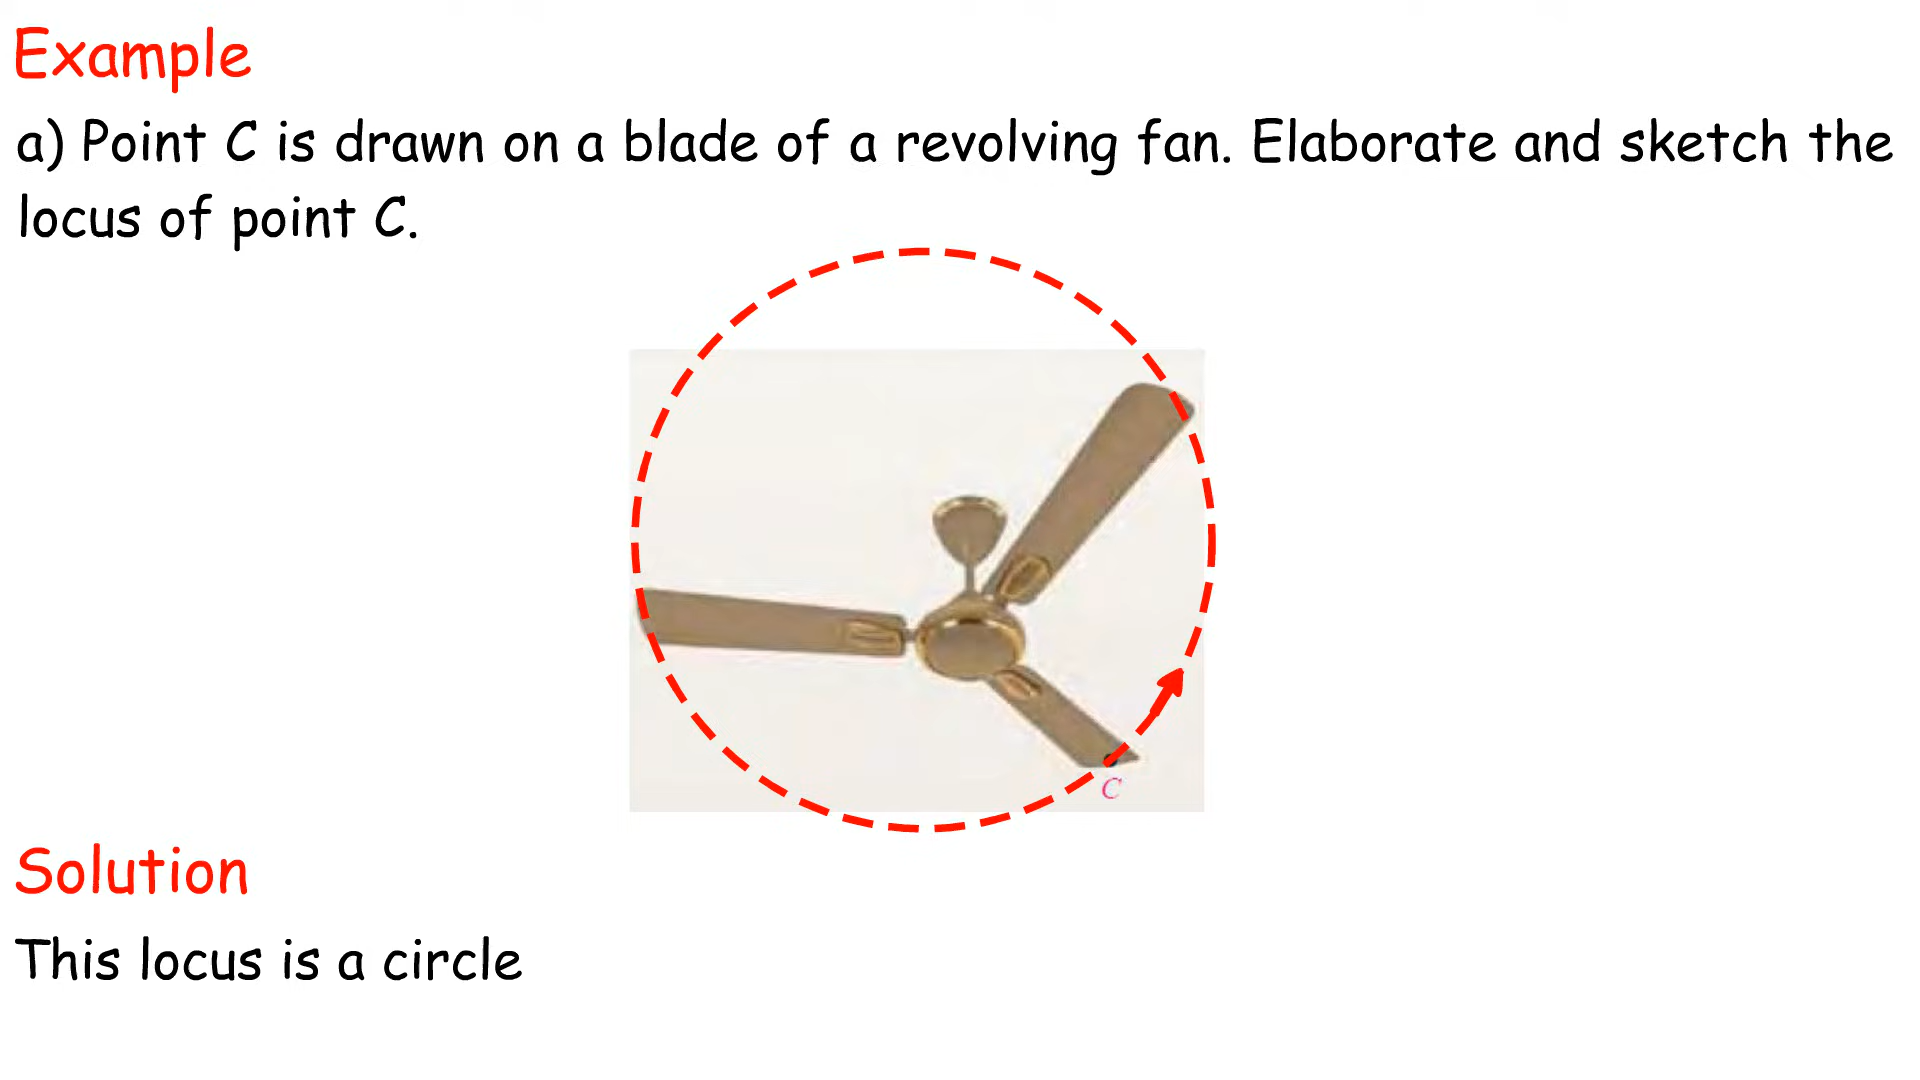 Example
a) Point C is drawn on a blade of a revolving fan. Elaborate and sketch the
locus of point C.
C
Solution
This locus is a circle